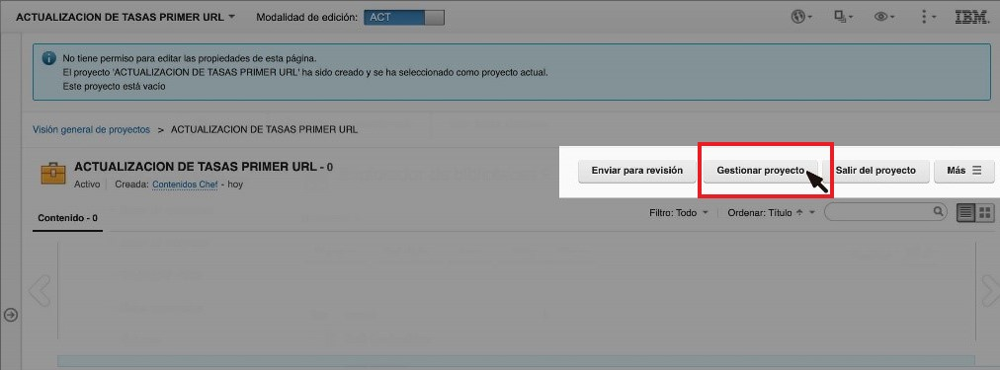 ACTUALIZACION DE TASAS PRIMER URL
Modalidad de edición: ACT
IBM
No tiene permiso para editar las propiedades de esta página.
El proyecto 'ACTUALIZACION DE TASAS PRIMER URL' ha sido creado y se ha seleccionado como proyecto actual.
Este proyecto está vacío
Visión general de proyectos > ACTUALIZACION DE TASAS PRIMER URL
ACTUALIZACION DE TASAS PRIMER URL - 0
Activo Creada: Contenidos Chef - hoy
Enviar para revisión
Gestionar proyecto
Salir del proyecto
Más
Contenido - 0
Filtro: Todo
Ordenar: Título